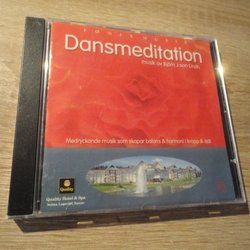 Dansmeditation
musik av Björn J:son Lindh
Medryckande musik som skapar balans & harmoni i kropp & själ
Quality
Quality Hotel & Spa